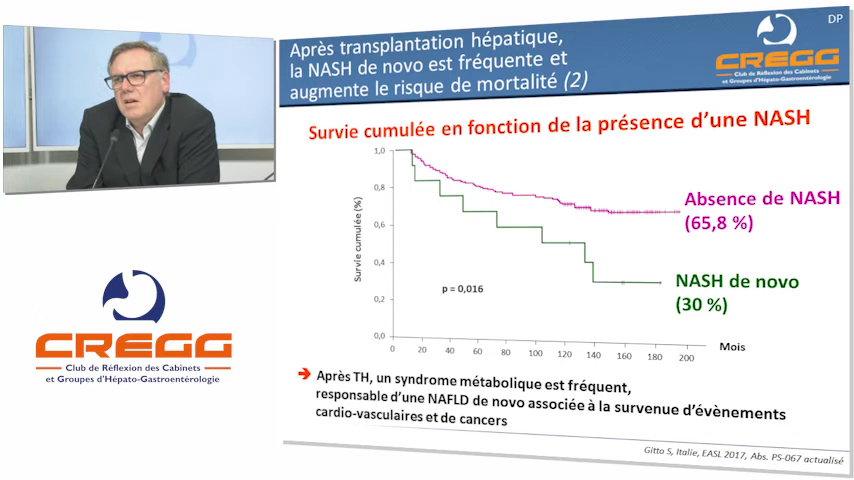 Après transplantation hépatique,
la NASH de novo est fréquente et
augmente le risque de mortalité (2)
DP
CREGG
Club de Réflexion des Cabinets
et Groupes d'Hépato-Gastroentérologie
Survie cumulée en fonction de la présence d'une NASH
Survie cumulée (%)
1,0
0,8
0,6
0,4
0,2
0,0
0 20 40 60 80 100 120 140 160 180 200
Mois
p = 0,016
Absence de NASH
(65,8 %)
NASH de novo
(30 %)
CREGG
Club de Réflexion des Cabinets
et Groupes d'Hépato-Gastroentérologie
Après TH, un syndrome métabolique est fréquent,
responsable d'une NAFLD de novo associée à la survenue d'évènements
cardio-vasculaires et de cancers
Gitto S, Italie, EASL 2017, Abs. PS-067 actualisé